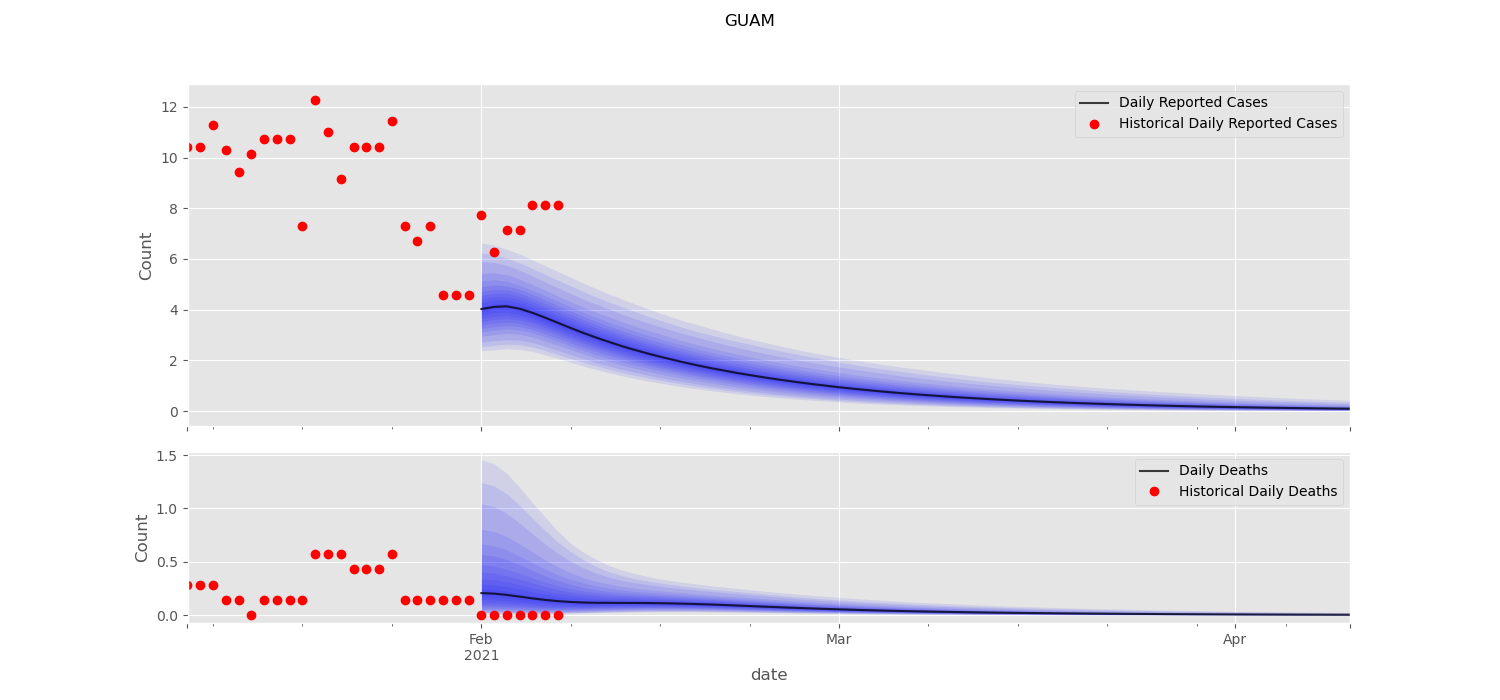 GUAM
12
10
8
6
4
2
0
Count
Daily Reported Cases
Historical Daily Reported Cases
1.5
1.0
0.5
0.0
Count
Daily Deaths
Historical Daily Deaths
Feb
2021
Mar
Apr
date